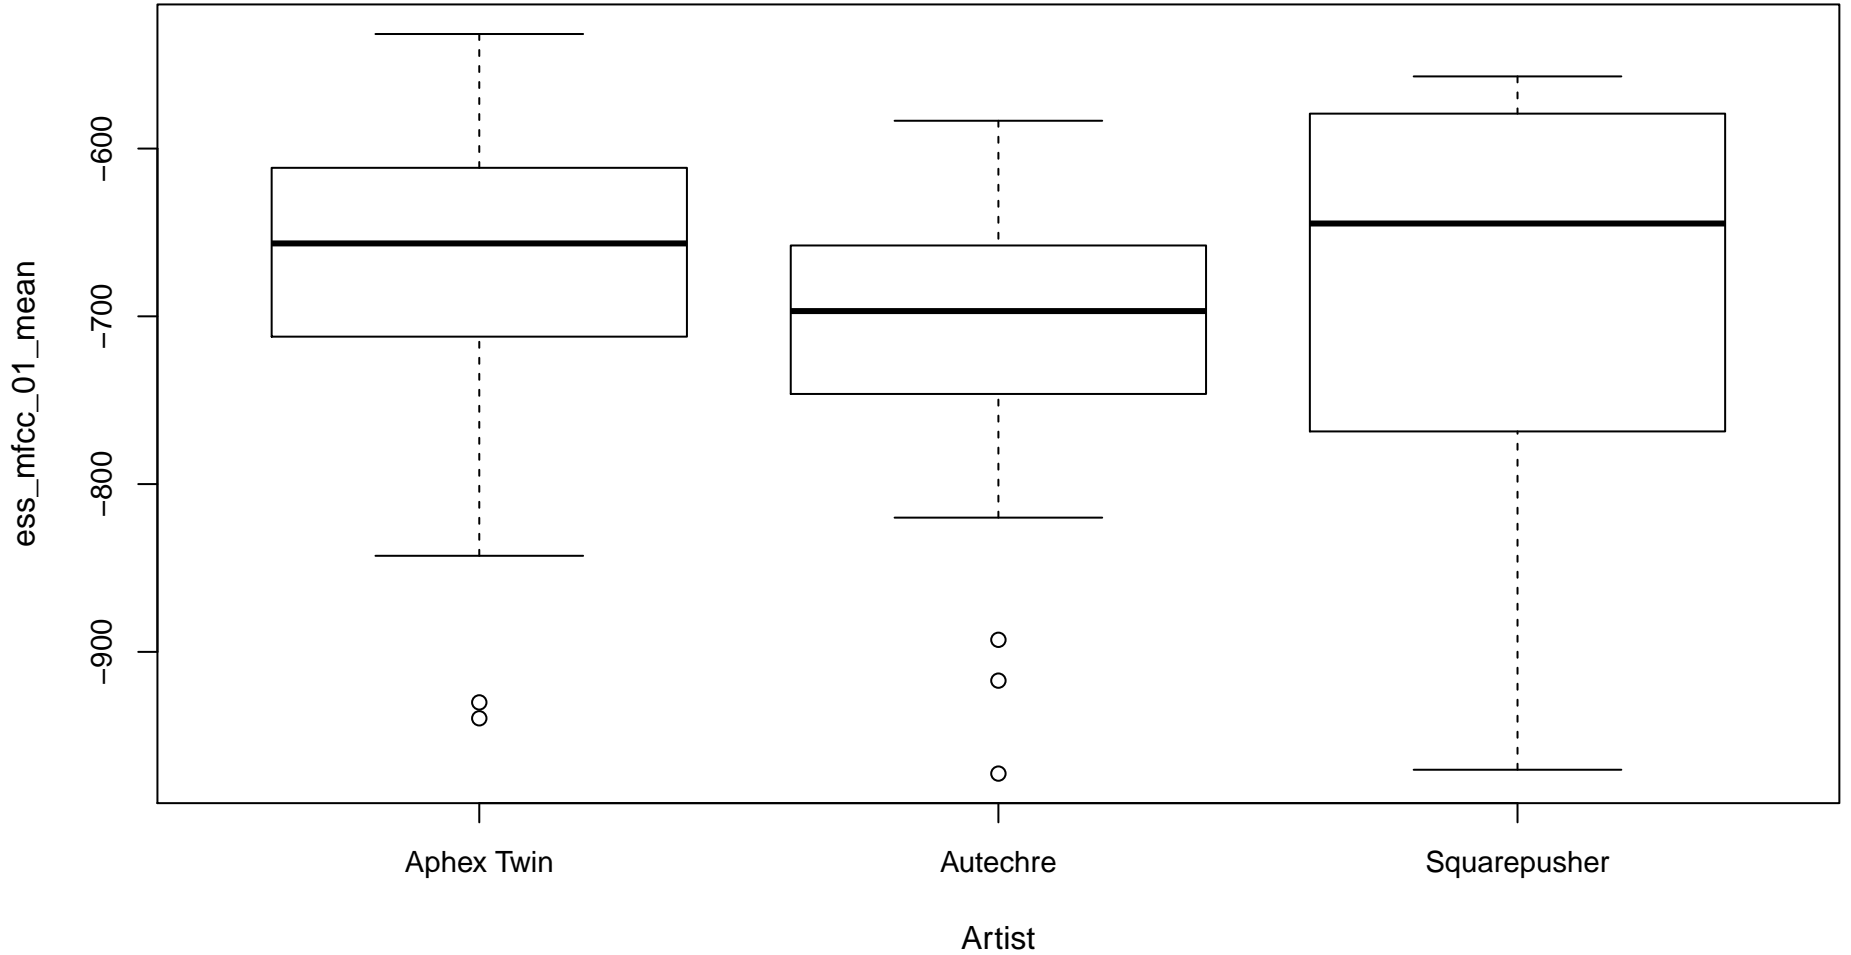 ess_mfcc_01_mean
−600
−700
−800
−900
Aphex Twin
Autechre
Squarepusher
Artist